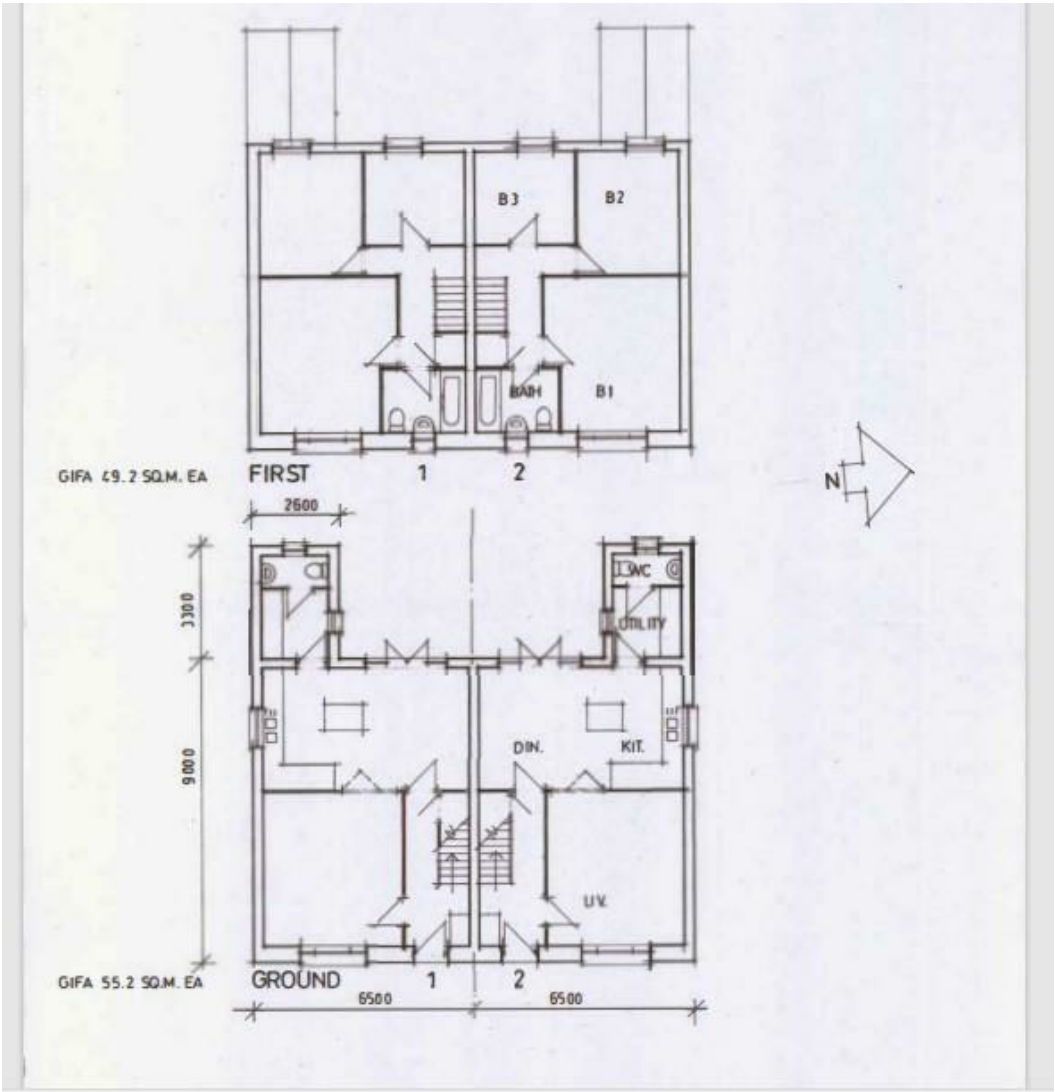 B3
B2
BATH
B1
GIFA 49.2 SQ.M. EA
FIRST
1
2
N
2600
3300
WC
UTILITY
9000
DIN.
KIT.
LIV.
GIFA 55.2 SQ.M. EA
GROUND
1
2
6500
6500